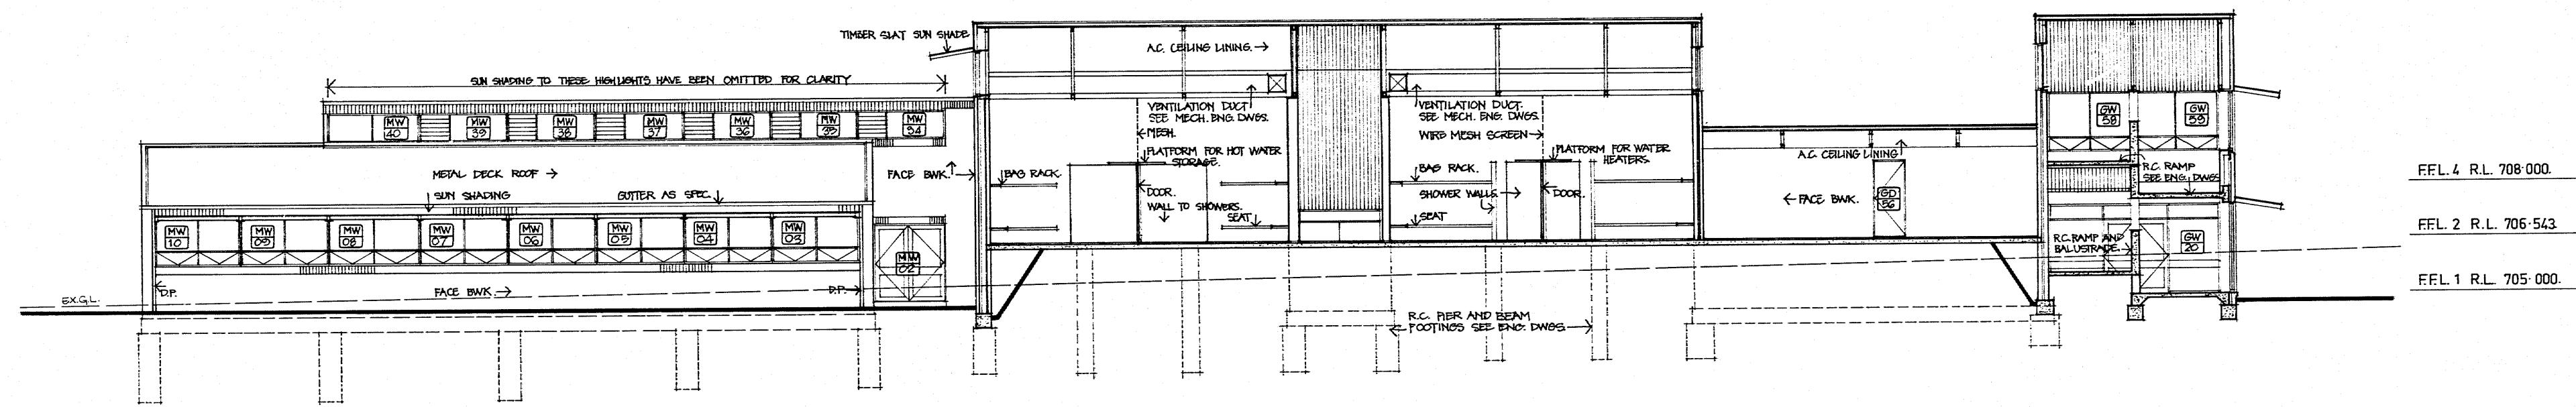 TIMBER SLAT SUN SHADE
SUN SHADING TO THESE HIGHLIGHTS HAVE BEEN OMITTED FOR CLARITY
MW 40
MW 39
MW 38
MW 37
MW 36
MW 35
MW 34
METAL DECK ROOF
SUN SHADING
GUTTER AS SPEC.
FACE BWK.
MW 10
MW 09
MW 08
MW 07
MW 06
MW 05
MW 04
MW 03
MW 02
EX.G.L.
D.P.
FACE BWK.
D.P.
A.C. CEILING LINING.
VENTILATION DUCT
SEE MECH. ENG. DWGS.
MESH.
PLATFORM FOR HOT WATER
STORAGE.
BAG RACK.
DOOR.
WALL TO SHOWERS.
SEAT
VENTILATION DUCT.
SEE MECH. ENG. DWGS.
WIRE MESH SCREEN
PLATFORM FOR WATER
HEATERS.
BAG RACK.
SHOWER WALLS
DOOR.
SEAT
R.C. PIER AND BEAM
FOOTINGS SEE ENG. DWGS
A.C. CEILING LINING
FACE BWK.
GD 56
GW 58
GW 59
R.C. RAMP
SEE ENG. DWGS
R.C. RAMP AND
BALUSTRADE.
GW 20
F.F.L. 4 R.L. 708·000.
F.F.L. 2 R.L. 706·543
F.F.L. 1 R.L. 705·000.